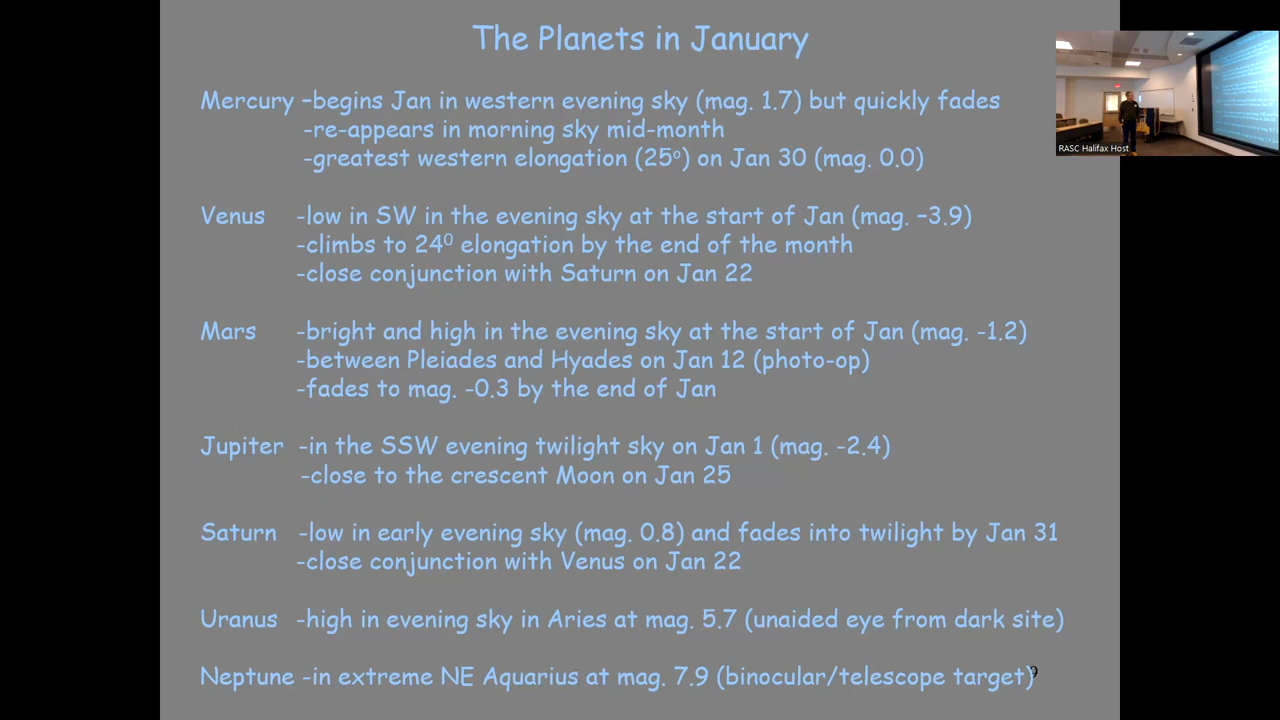 The Planets in January
RASC Halifax Host
Mercury -begins Jan in western evening sky (mag. 1.7) but quickly fades
-re-appears in morning sky mid-month
-greatest western elongation (25º) on Jan 30 (mag. 0.0)
Venus -low in SW in the evening sky at the start of Jan (mag. -3.9)
-climbs to 24⁰ elongation by the end of the month
-close conjunction with Saturn on Jan 22
Mars -bright and high in the evening sky at the start of Jan (mag. -1.2)
-between Pleiades and Hyades on Jan 12 (photo-op)
-fades to mag. -0.3 by the end of Jan
Jupiter -in the SSW evening twilight sky on Jan 1 (mag. -2.4)
-close to the crescent Moon on Jan 25
Saturn -low in early evening sky (mag. 0.8) and fades into twilight by Jan 31
-close conjunction with Venus on Jan 22
Uranus -high in evening sky in Aries at mag. 5.7 (unaided eye from dark site)
Neptune -in extreme NE Aquarius at mag. 7.9 (binocular/telescope target)
9